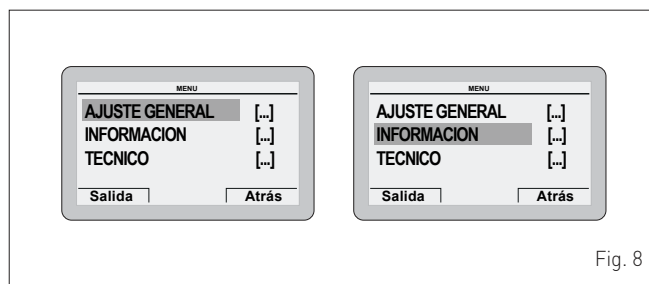 MENU
AJUSTE GENERAL [...]
INFORMACION [...]
TECNICO [...]
Salida Atrás
MENU
AJUSTE GENERAL [...]
INFORMACION [...]
TECNICO [...]
Salida Atrás
Fig. 8